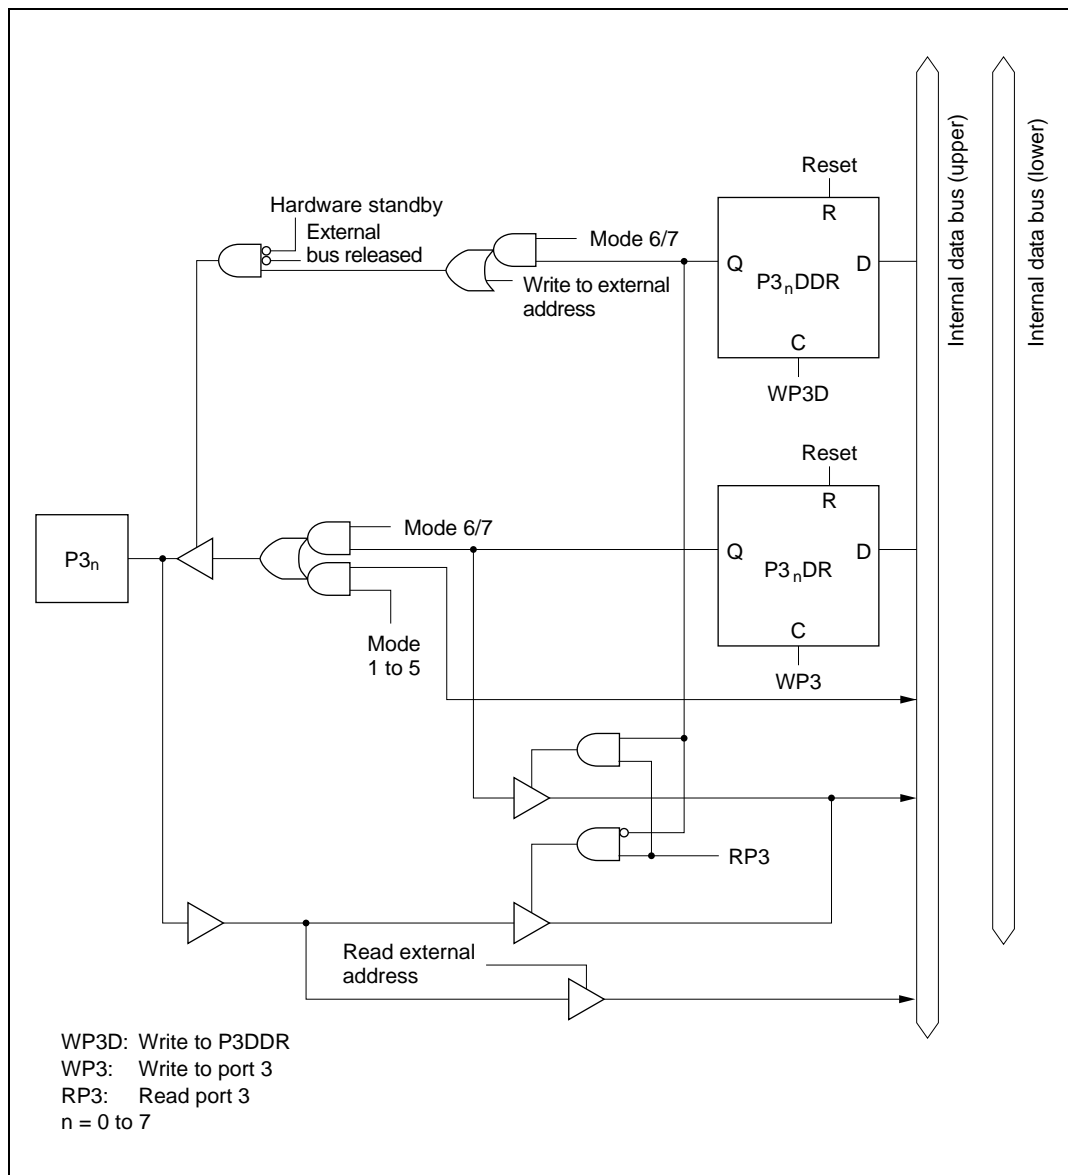 Reset
R
Hardware standby
External
bus released
Mode 6/7
Q
D
P3nDDR
Write to external
address
C
WP3D
Internal data bus (upper)
Internal data bus (lower)
Reset
R
Mode 6/7
Q
D
P3n
P3nDR
C
Mode
1 to 5
WP3
RP3
Read external
address
WP3D: Write to P3DDR
WP3: Write to port 3
RP3: Read port 3
n = 0 to 7